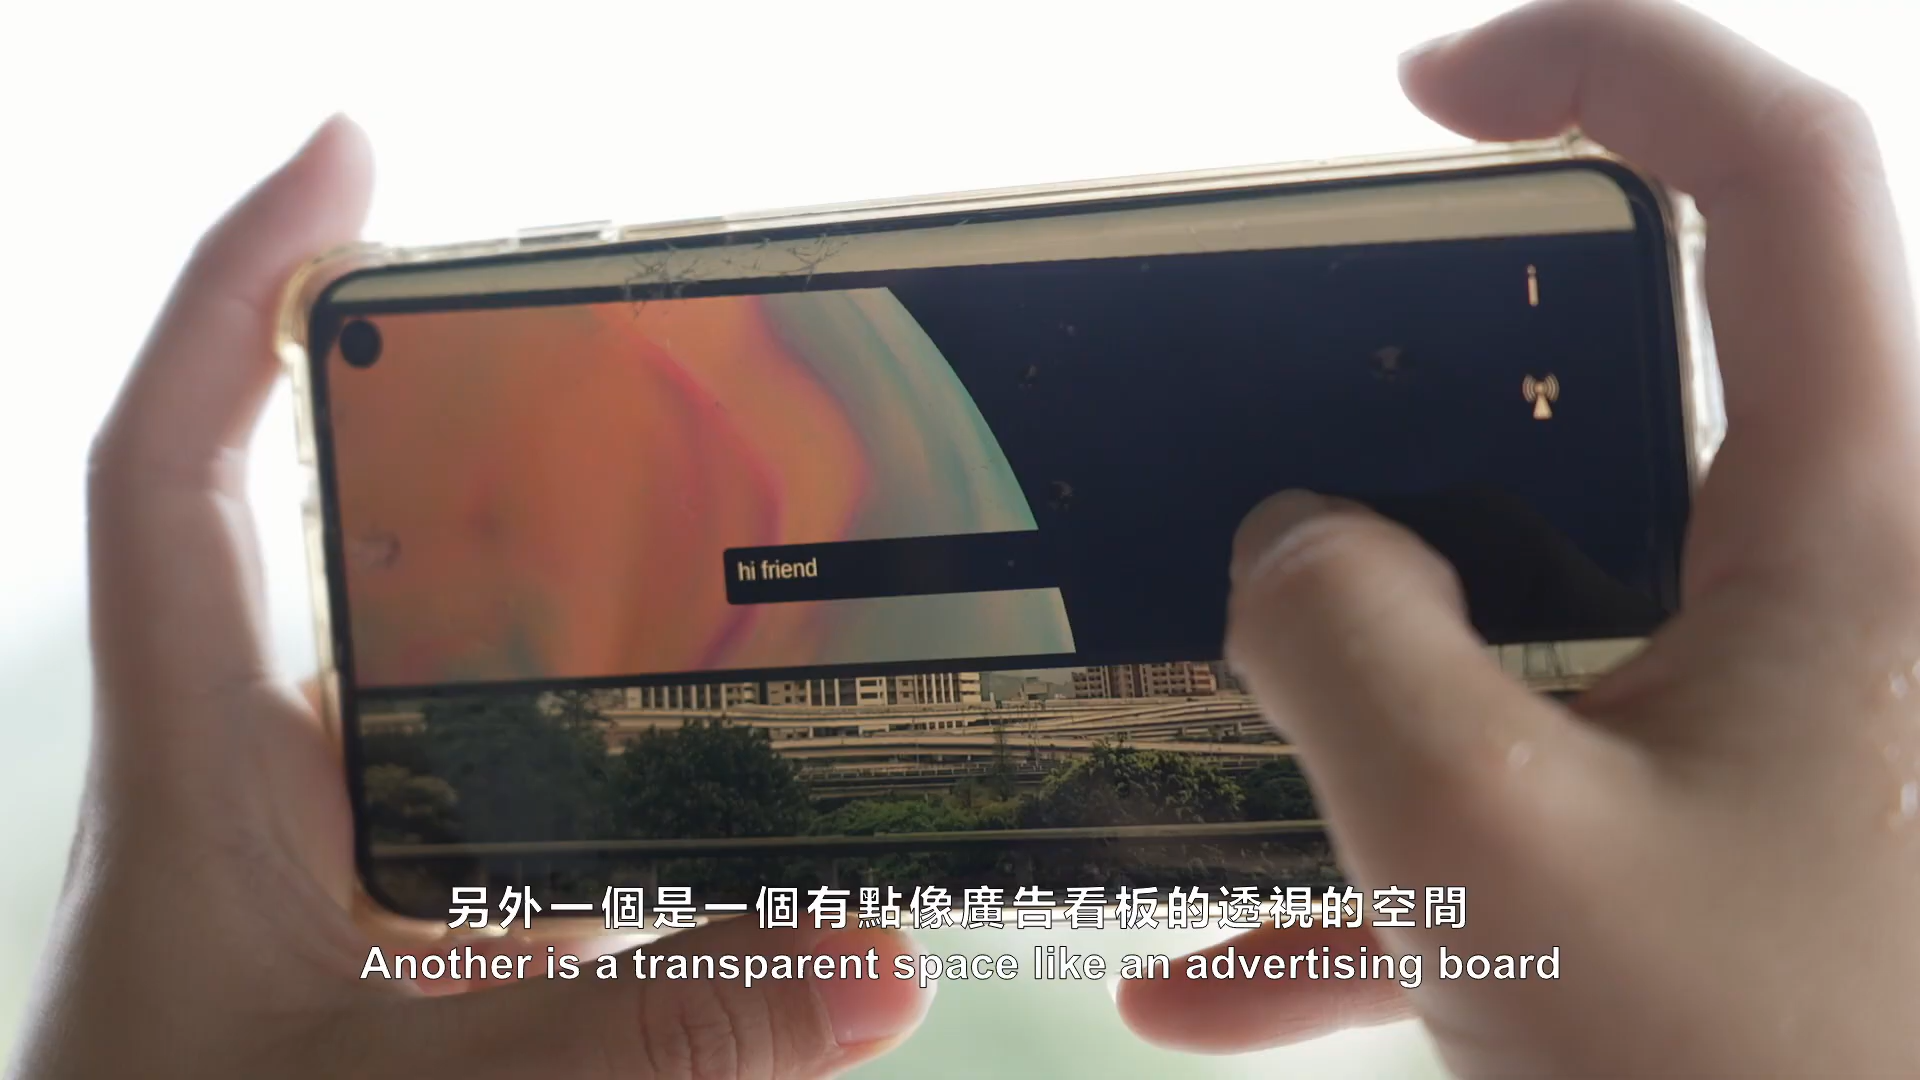 hi friend
另外一個是一個有點像廣告看板的透視的空間
Another is a transparent space like an advertising board